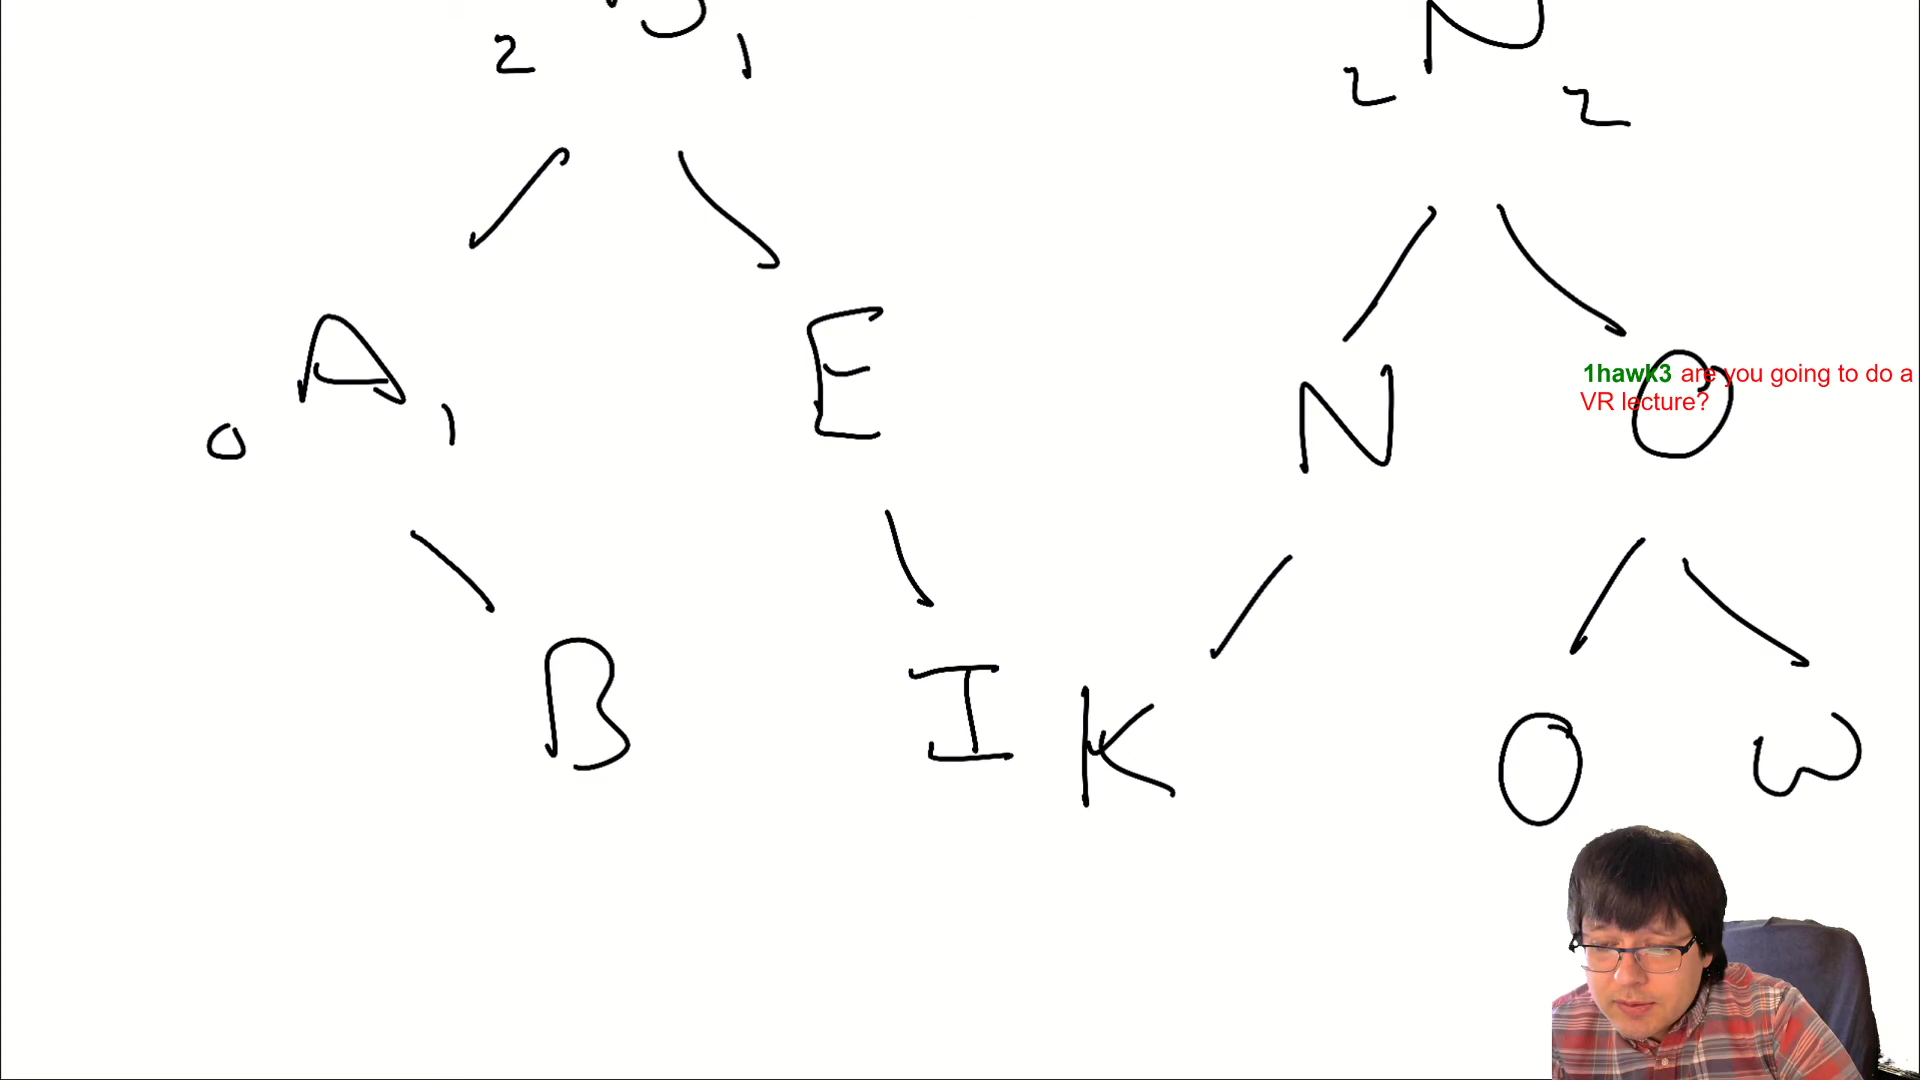 N
2 1
2 2
A E
0 1
N O
1hawk3 are you going to do a
VR lecture?
B I K O W